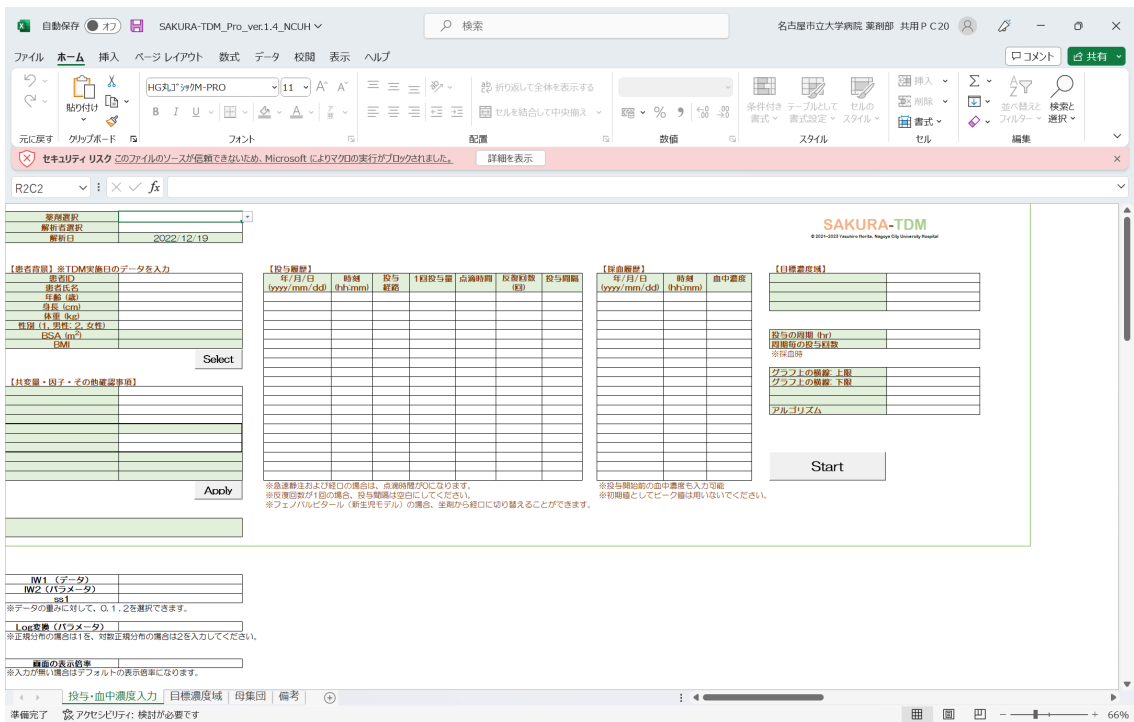 自動保存 オフ SAKURA-TDM_Pro_ver.1.4_NCUH 検索 名古屋市立大学病院 薬剤部 共用PC20
ファイル ホーム 挿入 ページ レイアウト 数式 データ 校閲 表示 ヘルプ コメント 共有
貼り付け HG丸ゴシックM-PRO 11 A A 折り返して全体を表示する 挿入
B I U A セルを結合して中央揃え % 条件付き書式 テーブルとして書式設定 セルのスタイル 削除 書式 並べ替えとフィルター 検索と選択
元に戻す クリップボード フォント 配置 数値 スタイル セル 編集
セキュリティ リスク このファイルのソースが信頼できないため、Microsoft によりマクロの実行がブロックされました。 詳細を表示
R2C2 fx
薬剤選択
解析者選択
解析日 2022/12/19
SAKURA-TDM
© 2021-2023 Yasuhiro Horita, Nagoya City University Hospital
【患者背景】※TDM実施日のデータを入力
患者ID
患者氏名
年齢 (歳)
身長 (cm)
体重 (kg)
性別 (1, 男性; 2, 女性)
BSA (m²)
BMI
Select
【共変量・因子・その他確認事項】
Apply
【投与履歴】
年/月/日 (yyyy/mm/dd) 時刻 (hh:mm) 投与経路 1回投与量 点滴時間 反復回数 (回) 投与間隔
※急速静注および経口の場合は、点滴時間が0になります。
※反復回数が1回の場合、投与間隔は空白にしてください。
※フェノバルビタール（新生児モデル）の場合、坐剤から経口に切り替えることができます。
【採血履歴】
年/月/日 (yyyy/mm/dd) 時刻 (hh:mm) 血中濃度
※投与開始前の血中濃度も入力可能
※初期値としてピーク値は用いないでください。
【目標濃度域】
投与の周期 (hr)
周期毎の投与回数
※採血時
グラフ上の横線: 上限
グラフ上の横線: 下限
アルゴリズム
Start
IW1 （データ）
IW2 （パラメータ）
ss1
※データの重みに対して、0, 1, 2を選択できます。
Log変換（パラメータ）
※正規分布の場合は1を、対数正規分布の場合は2を入力してください。
画面の表示倍率
※入力が無い場合はデフォルトの表示倍率になります。
投与・血中濃度入力 目標濃度域 母集団 備考
準備完了 アクセシビリティ: 検討が必要です 66%